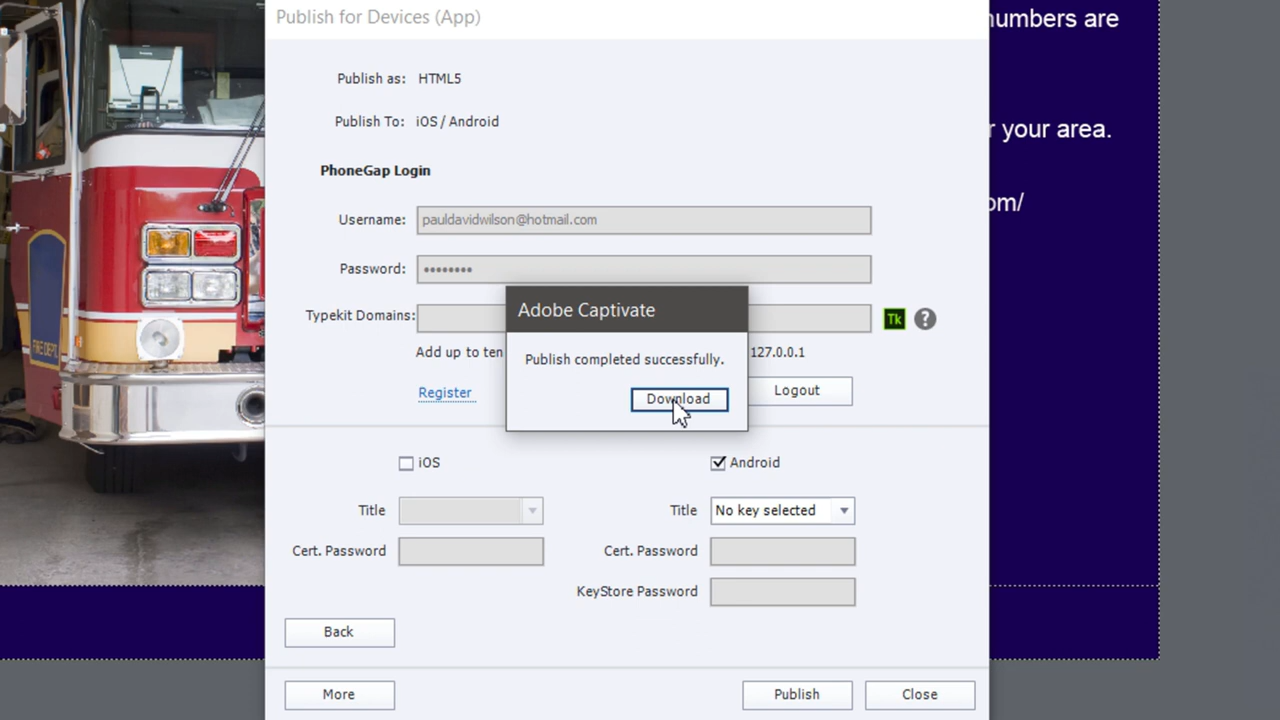 Publish for Devices (App)
numbers are
Publish as: HTML5
Publish To: iOS / Android
r your area.
PhoneGap Login
om/
Username: pauldavidwilson@hotmail.com
Password: ••••••••
Adobe Captivate
Typekit Domains: Tk ?
Add up to ten 127.0.0.1
Publish completed successfully.
Register Download Logout
iOS Android
Title Title No key selected
Cert. Password Cert. Password
KeyStore Password
Back
More Publish Close
FIRE DEPT.